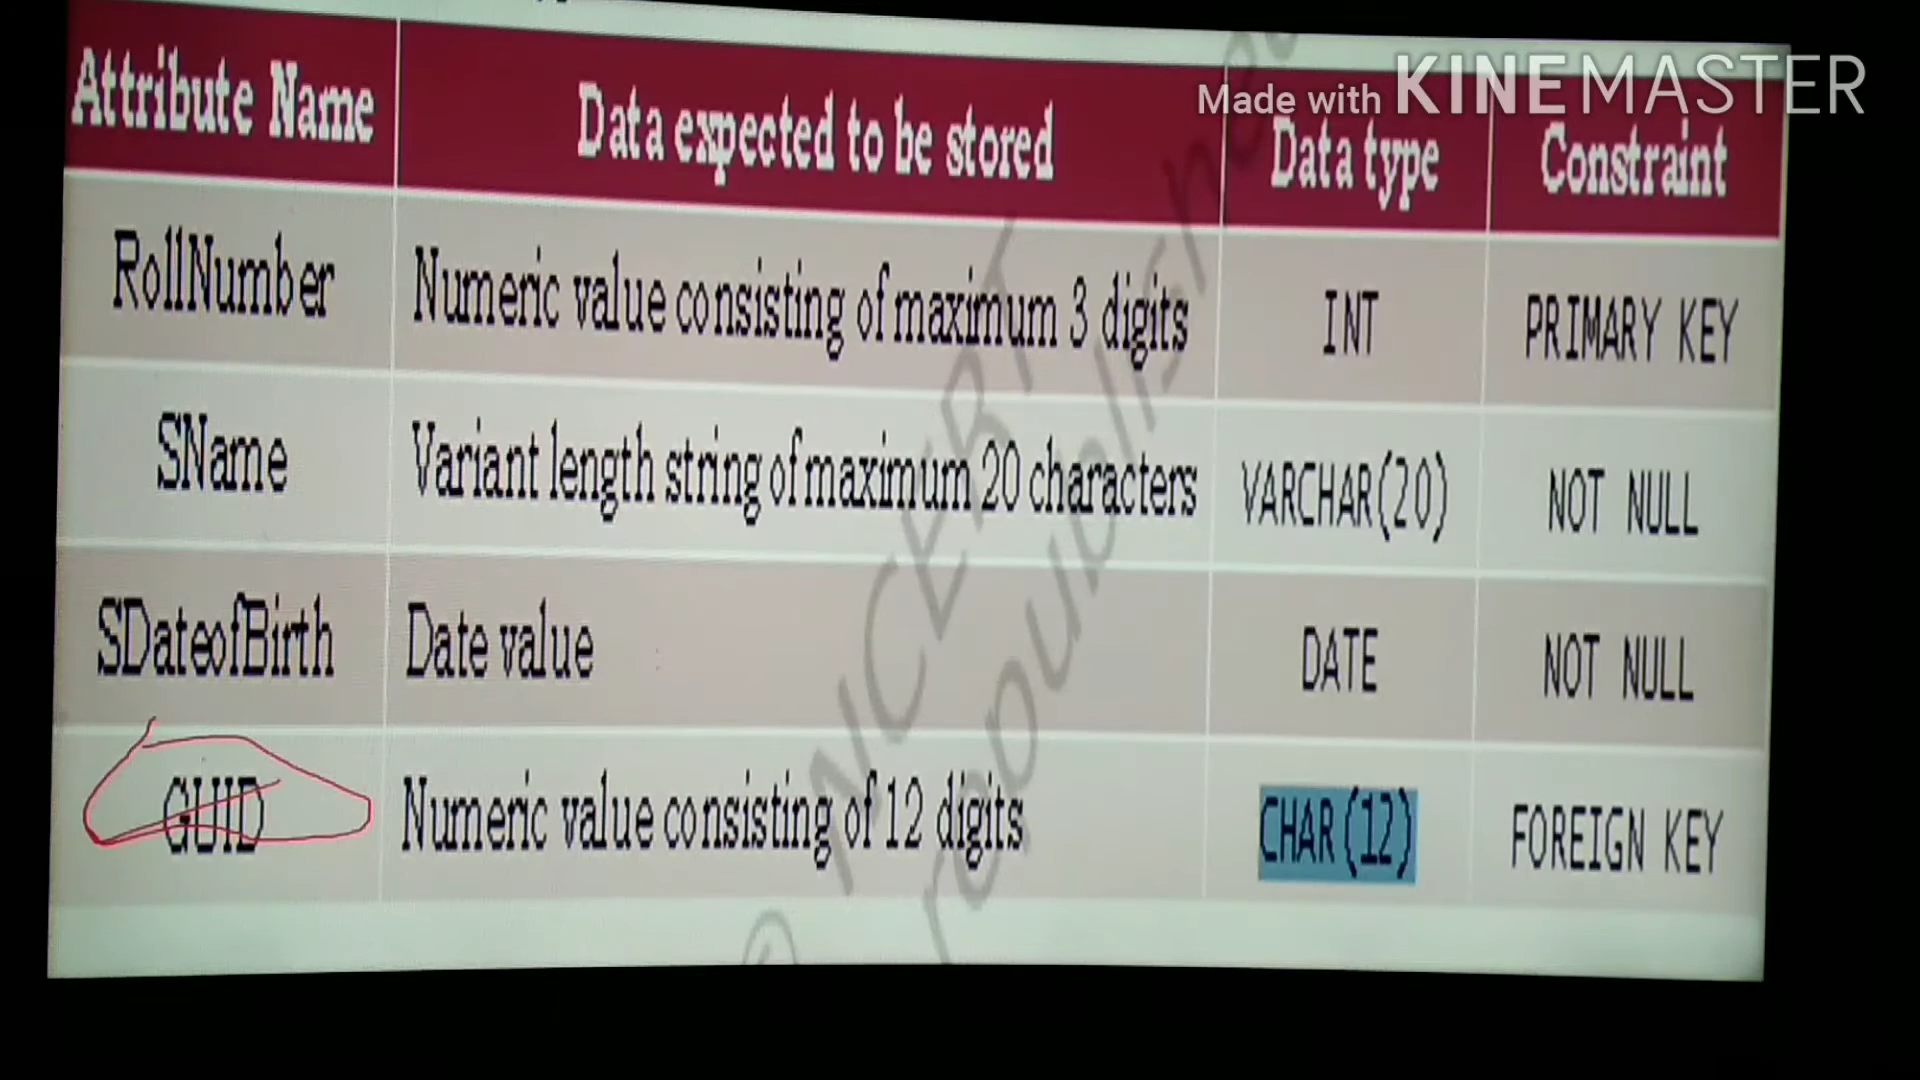 Made with KINEMASTER
Attribute Name Data expected to be stored Data type Constraint
RollNumber Numeric value consisting of maximum 3 digits INT PRIMARY KEY
SName Variant length string of maximum 20 characters VARCHAR(20) NOT NULL
SDateofBirth Date value DATE NOT NULL
GUID Numeric value consisting of 12 digits CHAR(12) FOREIGN KEY
© NCERT
republished